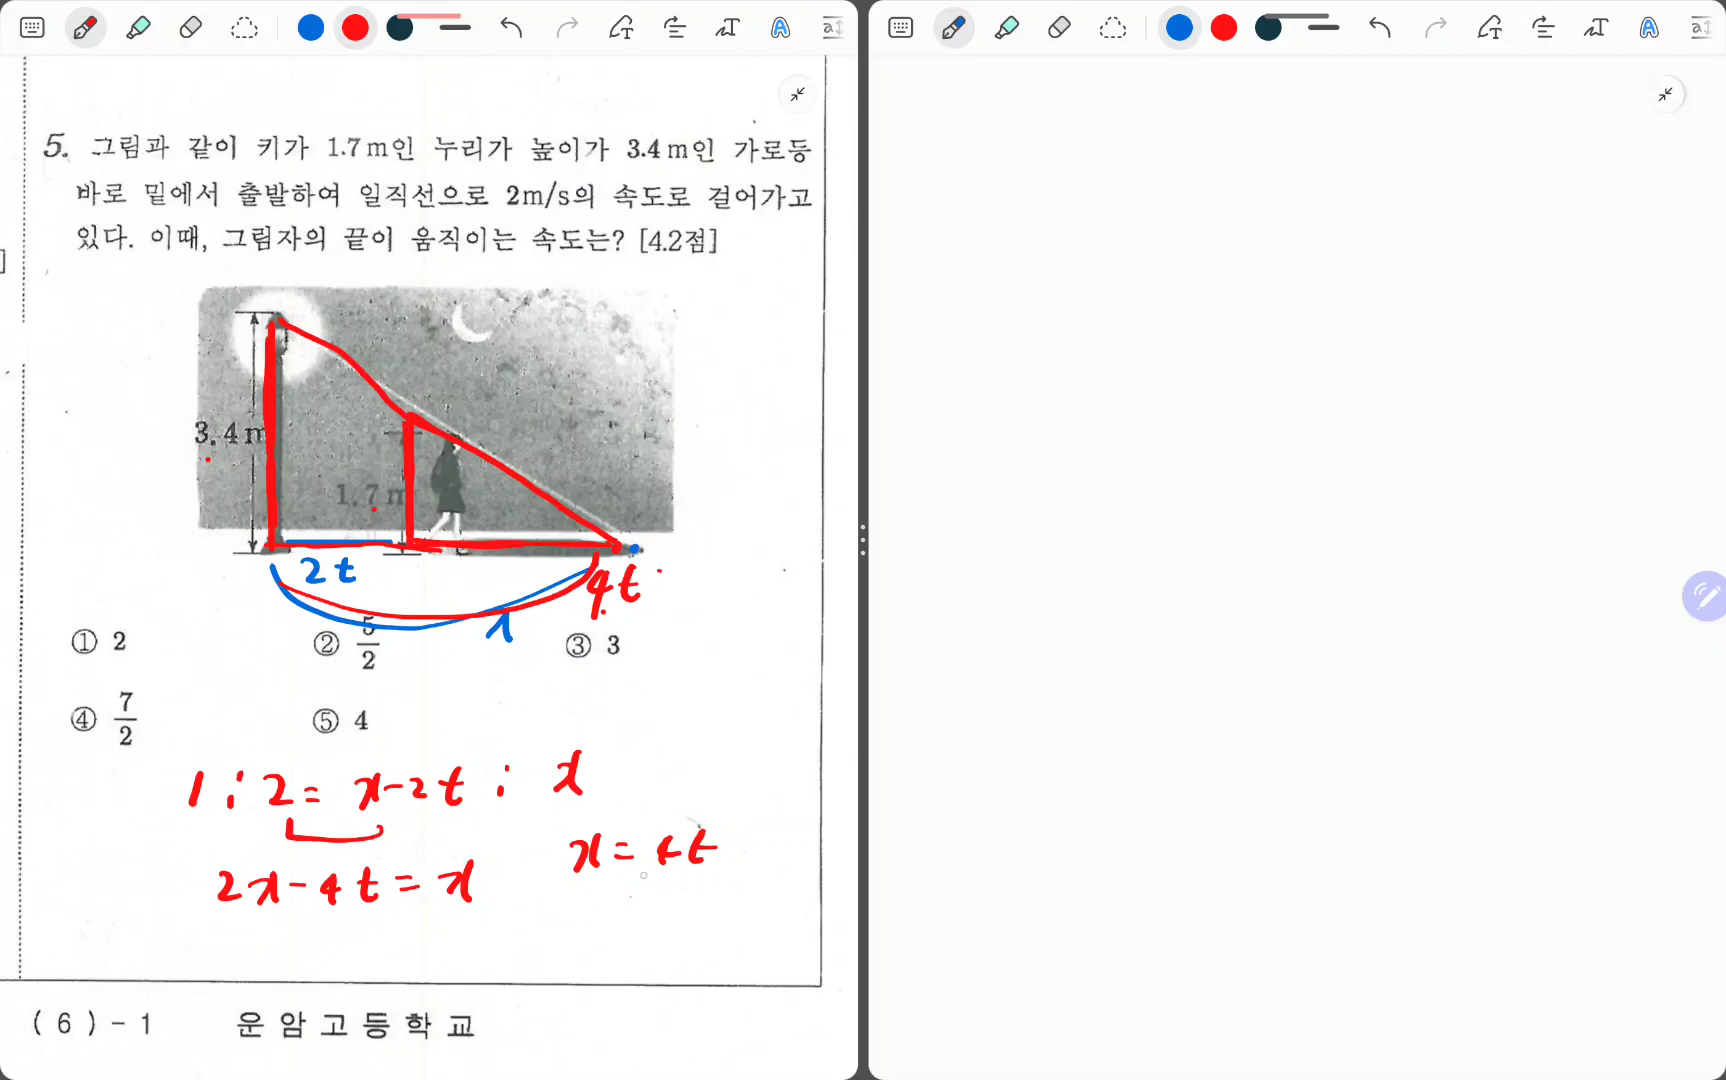 5. 그림과 같이 키가 1.7m인 누리가 높이가 3.4m인 가로등
바로 밑에서 출발하여 일직선으로 2m/s의 속도로 걸어가고
있다. 이때, 그림자의 끝이 움직이는 속도는? [4.2점]
3.4m
1.7m
2t
4t
x
① 2
② 5/2
③ 3
④ 7/2
⑤ 4
1 : 2 = x-2t : x
x = 4t
2x-4t = x
( 6 ) - 1 운암고등학교